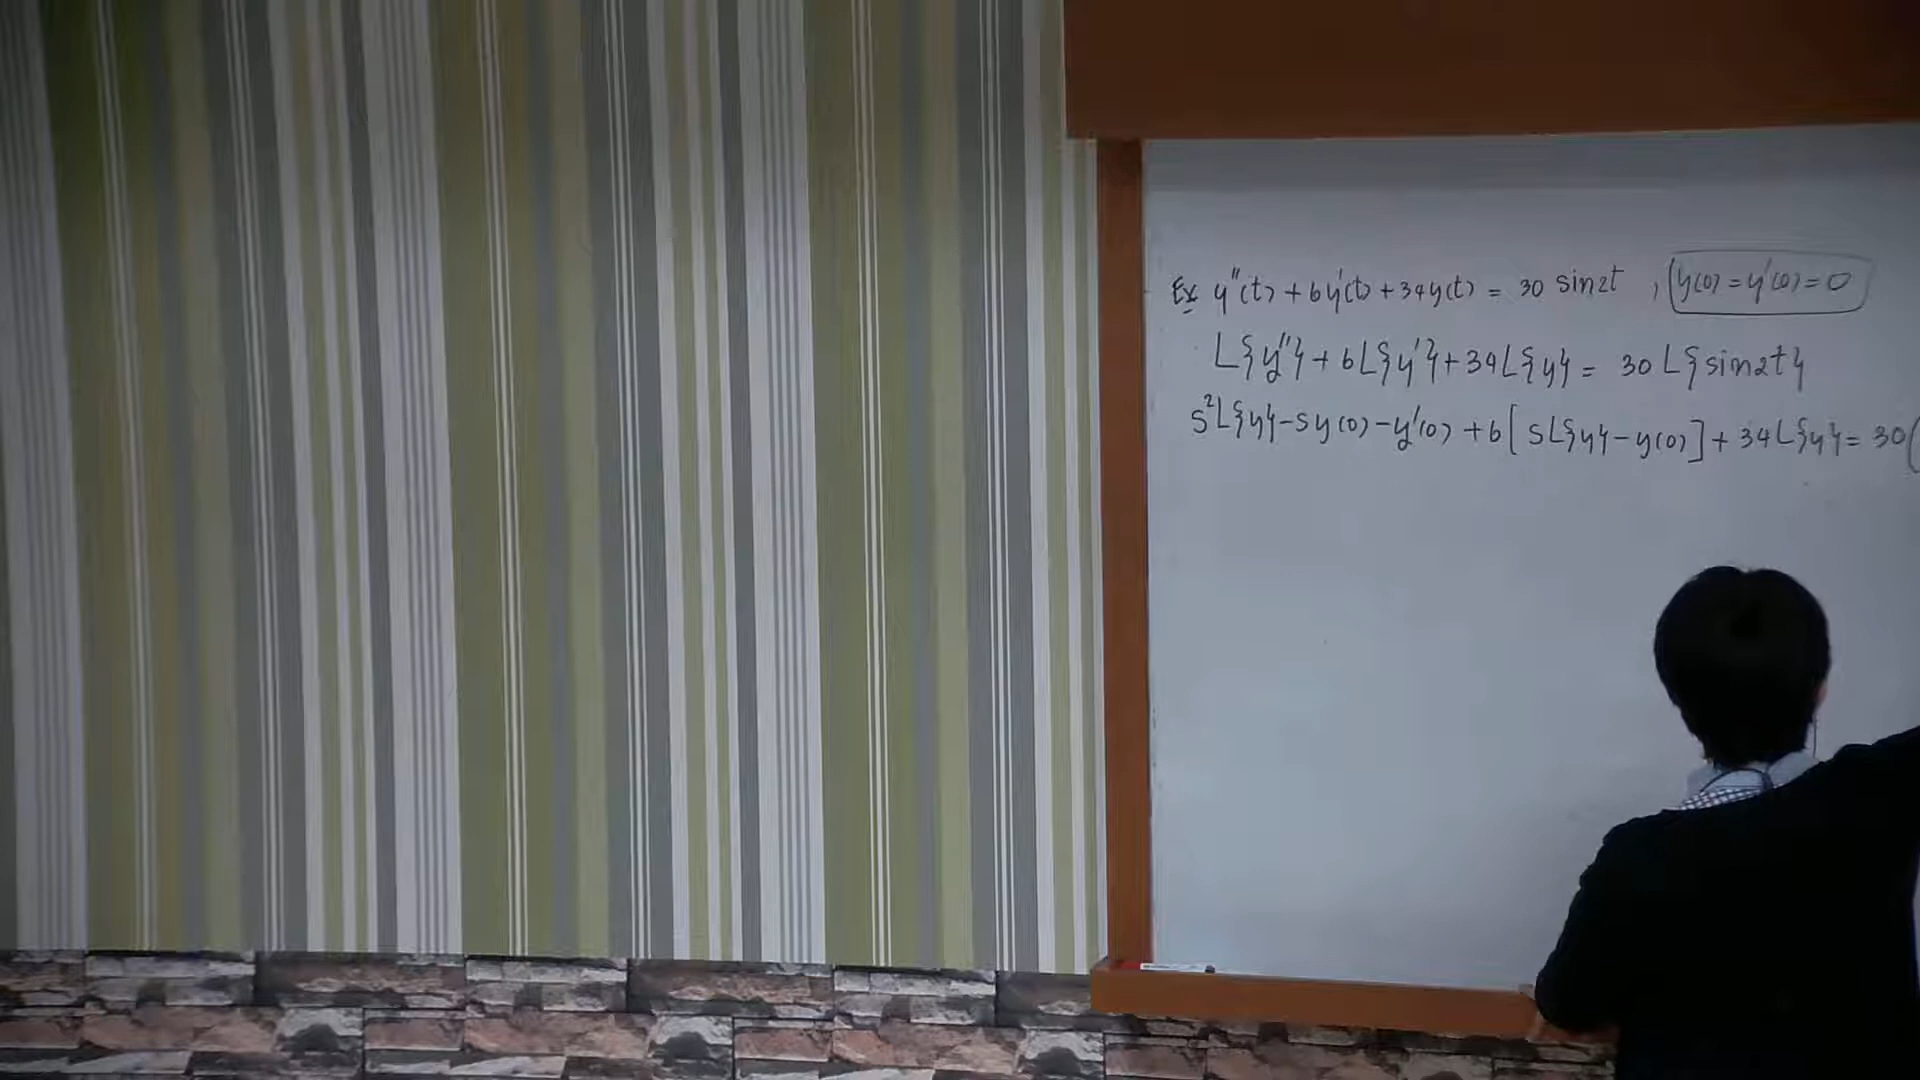 Ex y"(t) + 6y'(t) + 34y(t) = 30 sin2t , y(0) = y'(0) = 0
L{y"} + 6L{y'} + 34L{y} = 30 L{sin2t}
s²L{y} - sy(0) - y'(0) + 6[sL{y} - y(0)] + 34L{y} = 30(